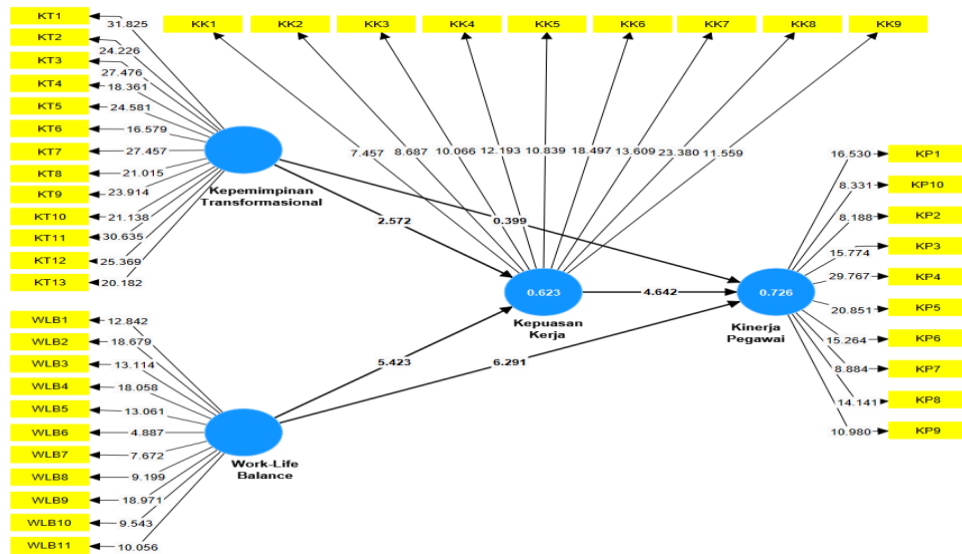 KT1
KT2
KT3
KT4
KT5
KT6
KT7
KT8
KT9
KT10
KT11
KT12
KT13
31.825
24.226
27.476
18.361
24.581
16.579
27.457
21.015
23.914
21.138
30.635
25.369
20.182
Kepemimpinan
Transformasional
KK1
KK2
KK3
KK4
KK5
KK6
KK7
KK8
KK9
7.457
8.687
10.066
12.193
10.839
18.497
13.609
23.380
11.559
2.572
0.399
0.623
Kepuasan
Kerja
4.642
0.726
Kinerja
Pegawai
5.423
6.291
WLB1
WLB2
WLB3
WLB4
WLB5
WLB6
WLB7
WLB8
WLB9
WLB10
WLB11
12.842
18.679
13.114
18.058
13.061
4.887
7.672
9.199
18.971
9.543
10.056
Work-Life
Balance
16.530
8.331
8.188
15.774
29.767
20.851
15.264
8.884
14.141
10.980
KP1
KP10
KP2
KP3
KP4
KP5
KP6
KP7
KP8
KP9